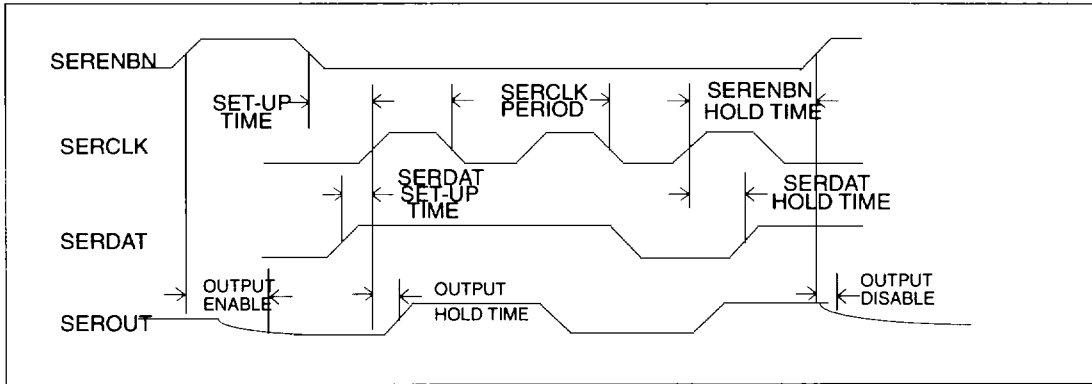 SERENBN
SET-UP
TIME
SERCLK
PERIOD
SERENBN
HOLD TIME
SERCLK
SERDAT
SET-UP
TIME
SERDAT
HOLD TIME
SERDAT
OUTPUT
ENABLE
OUTPUT
HOLD TIME
OUTPUT
DISABLE
SEROUT